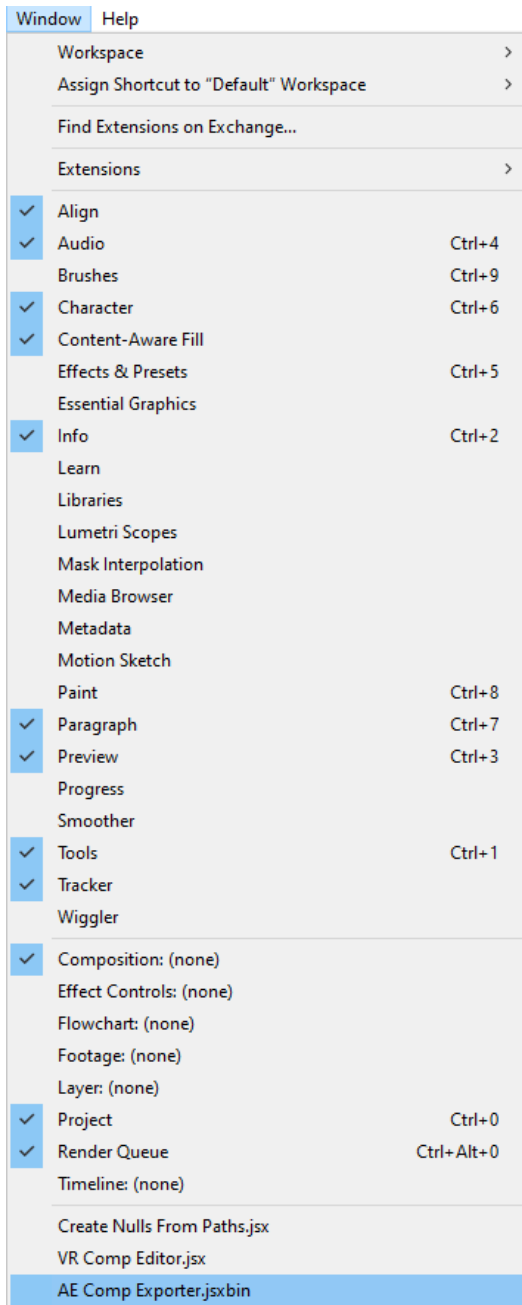 Window Help
Workspace
Assign Shortcut to “Default” Workspace
Find Extensions on Exchange...
Extensions
Align
Audio Ctrl+4
Brushes Ctrl+9
Character Ctrl+6
Content-Aware Fill
Effects & Presets Ctrl+5
Essential Graphics
Info Ctrl+2
Learn
Libraries
Lumetri Scopes
Mask Interpolation
Media Browser
Metadata
Motion Sketch
Paint Ctrl+8
Paragraph Ctrl+7
Preview Ctrl+3
Progress
Smoother
Tools Ctrl+1
Tracker
Wiggler
Composition: (none)
Effect Controls: (none)
Flowchart: (none)
Footage: (none)
Layer: (none)
Project Ctrl+0
Render Queue Ctrl+Alt+0
Timeline: (none)
Create Nulls From Paths.jsx
VR Comp Editor.jsx
AE Comp Exporter.jsxbin